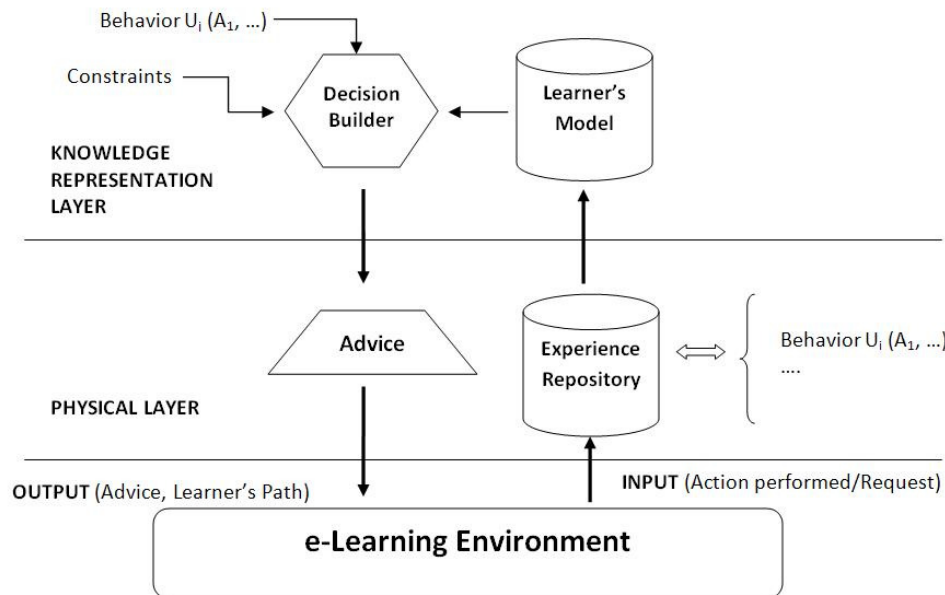 Behavior Uᵢ (A₁, …)
Constraints
Decision
Builder
Learner’s
Model
KNOWLEDGE
REPRESENTATION
LAYER
Advice
Experience
Repository
Behavior Uᵢ (A₁, …)
....
PHYSICAL LAYER
OUTPUT (Advice, Learner’s Path)
INPUT (Action performed/Request)
e-Learning Environment